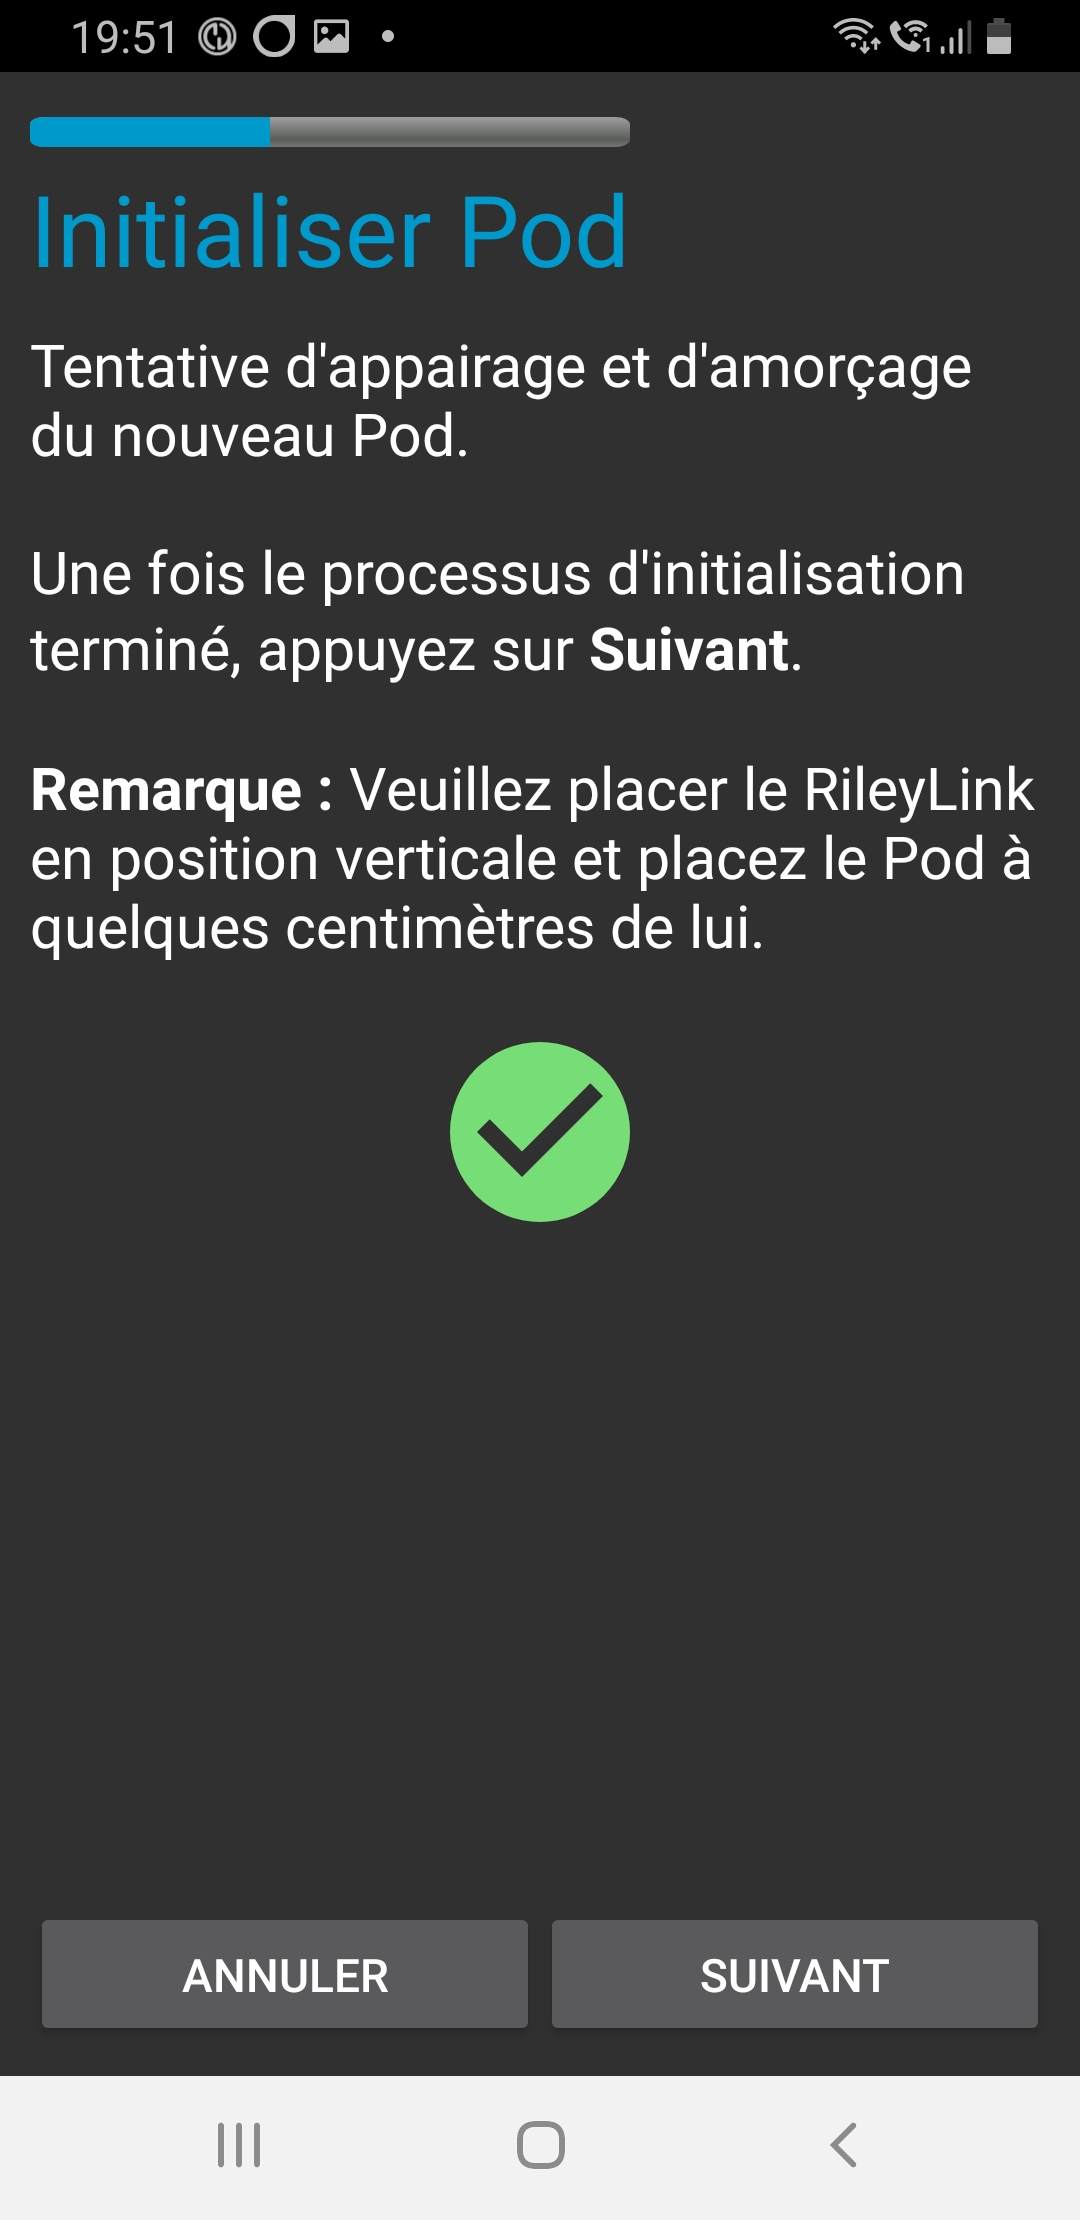 19:51
Initialiser Pod
Tentative d'appairage et d'amorçage
du nouveau Pod.
Une fois le processus d'initialisation
terminé, appuyez sur Suivant.
Remarque : Veuillez placer le RileyLink
en position verticale et placez le Pod à
quelques centimètres de lui.
ANNULER
SUIVANT